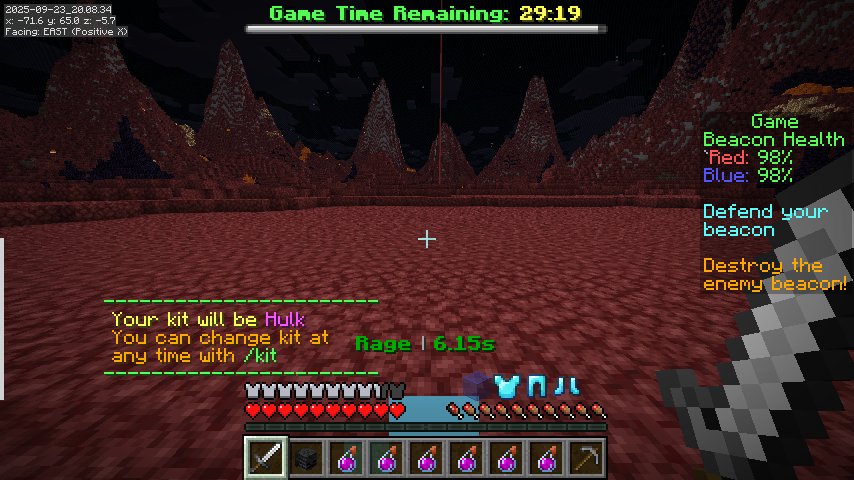 2025-09-23_20.08.34
x: -71.6 y: 65.0 z: -5.7
Facing: EAST (Positive X)
Game Time Remaining: 29:19
Game
Beacon Health
`Red: 98%
Blue: 98%
Defend your
beacon
Destroy the
enemy beacon!
Your kit will be Hulk
You can change kit at
any time with /kit
Rage | 6.15s